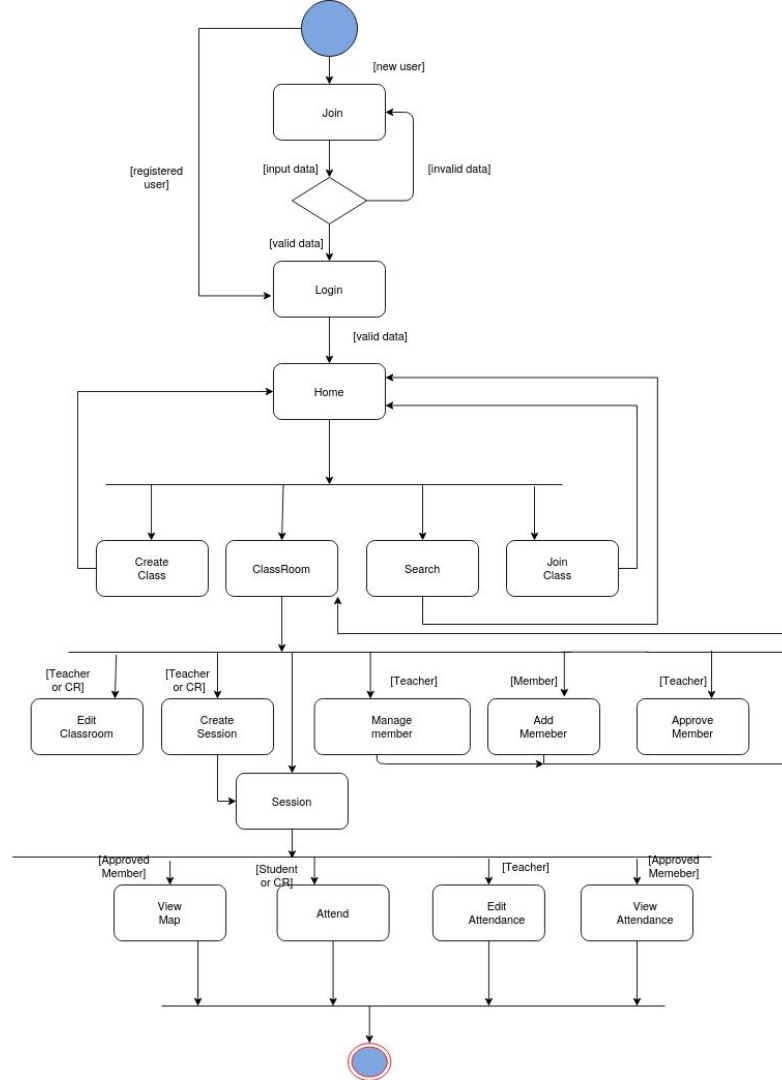 [new user]
Join
[registered
user]
[input data]
[invalid data]
[valid data]
Login
[valid data]
Home
Create
Class
ClassRoom
Search
Join
Class
[Teacher
or CR]
[Teacher
or CR]
[Teacher]
[Member]
[Teacher]
Edit
Classroom
Create
Session
Manage
member
Add
Memeber
Approve
Member
Session
[Approved
Member]
[Student
or CR]
[Teacher]
[Approved
Memeber]
View
Map
Attend
Edit
Attendance
View
Attendance